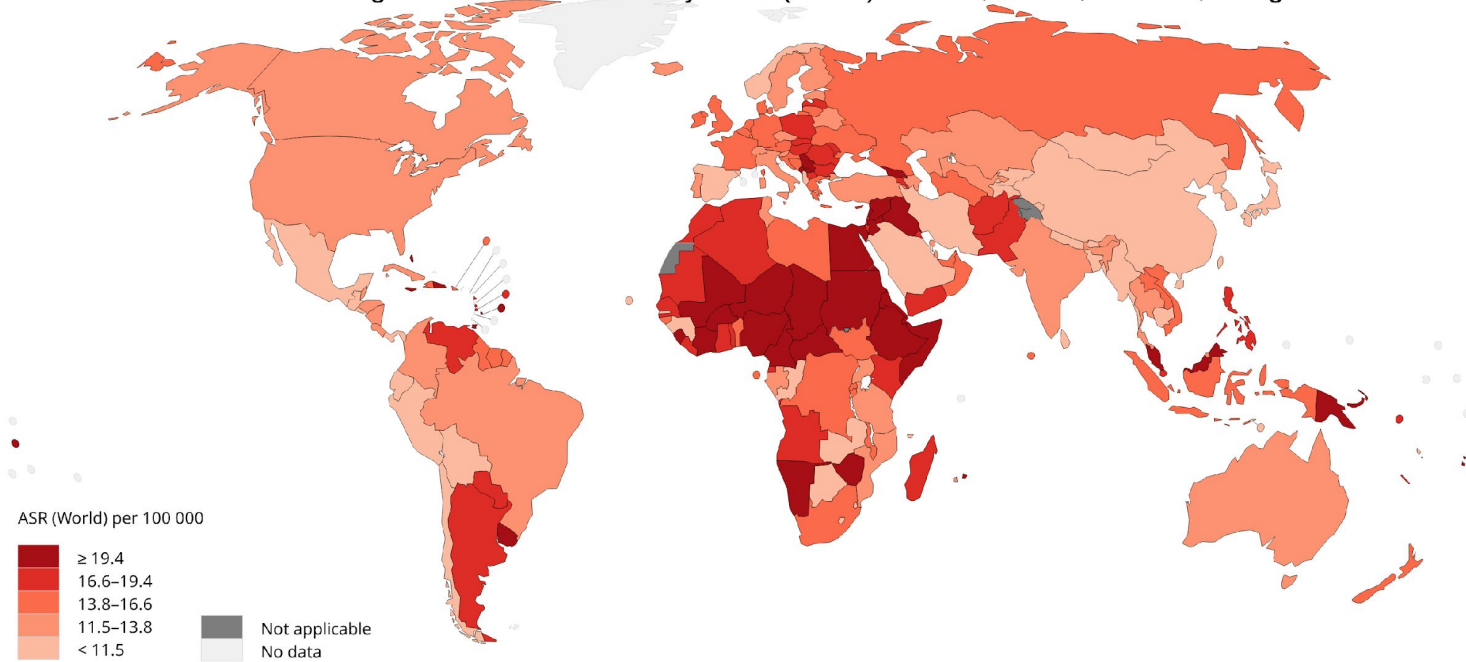 ASR (World) per 100 000
≥ 19.4
16.6–19.4
13.8–16.6
11.5–13.8
< 11.5
Not applicable
No data